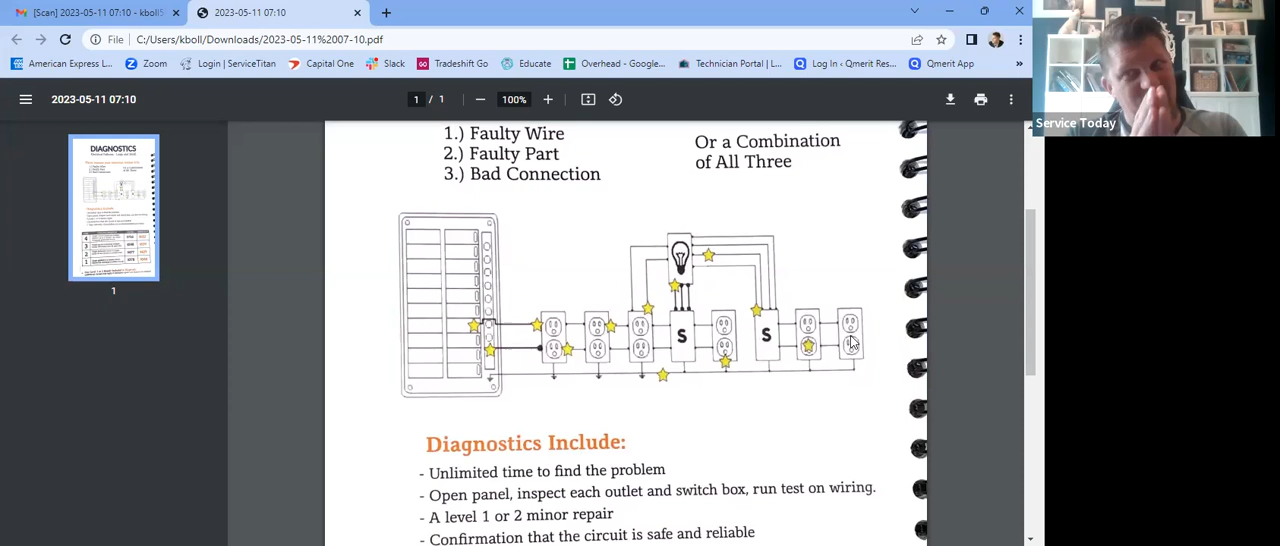 [Scan] 2023-05-11 07:10 - kboll5
2023-05-11 07:10
File C:/Users/kboll/Downloads/2023-05-11%2007-10.pdf
American Express L... Zoom Login | ServiceTitan Capital One Slack Tradeshift Go Educate Overhead - Google... Technician Portal | L... Log In ‹ Qmerit Res... Qmerit App
2023-05-11 07:10 1 / 1 100%
Service Today
DIAGNOSTICS
1
1.) Faulty Wire
2.) Faulty Part
3.) Bad Connection
Or a Combination
of All Three
S
S
Diagnostics Include:
- Unlimited time to find the problem
- Open panel, inspect each outlet and switch box, run test on wiring.
- A level 1 or 2 minor repair
- Confirmation that the circuit is safe and reliable